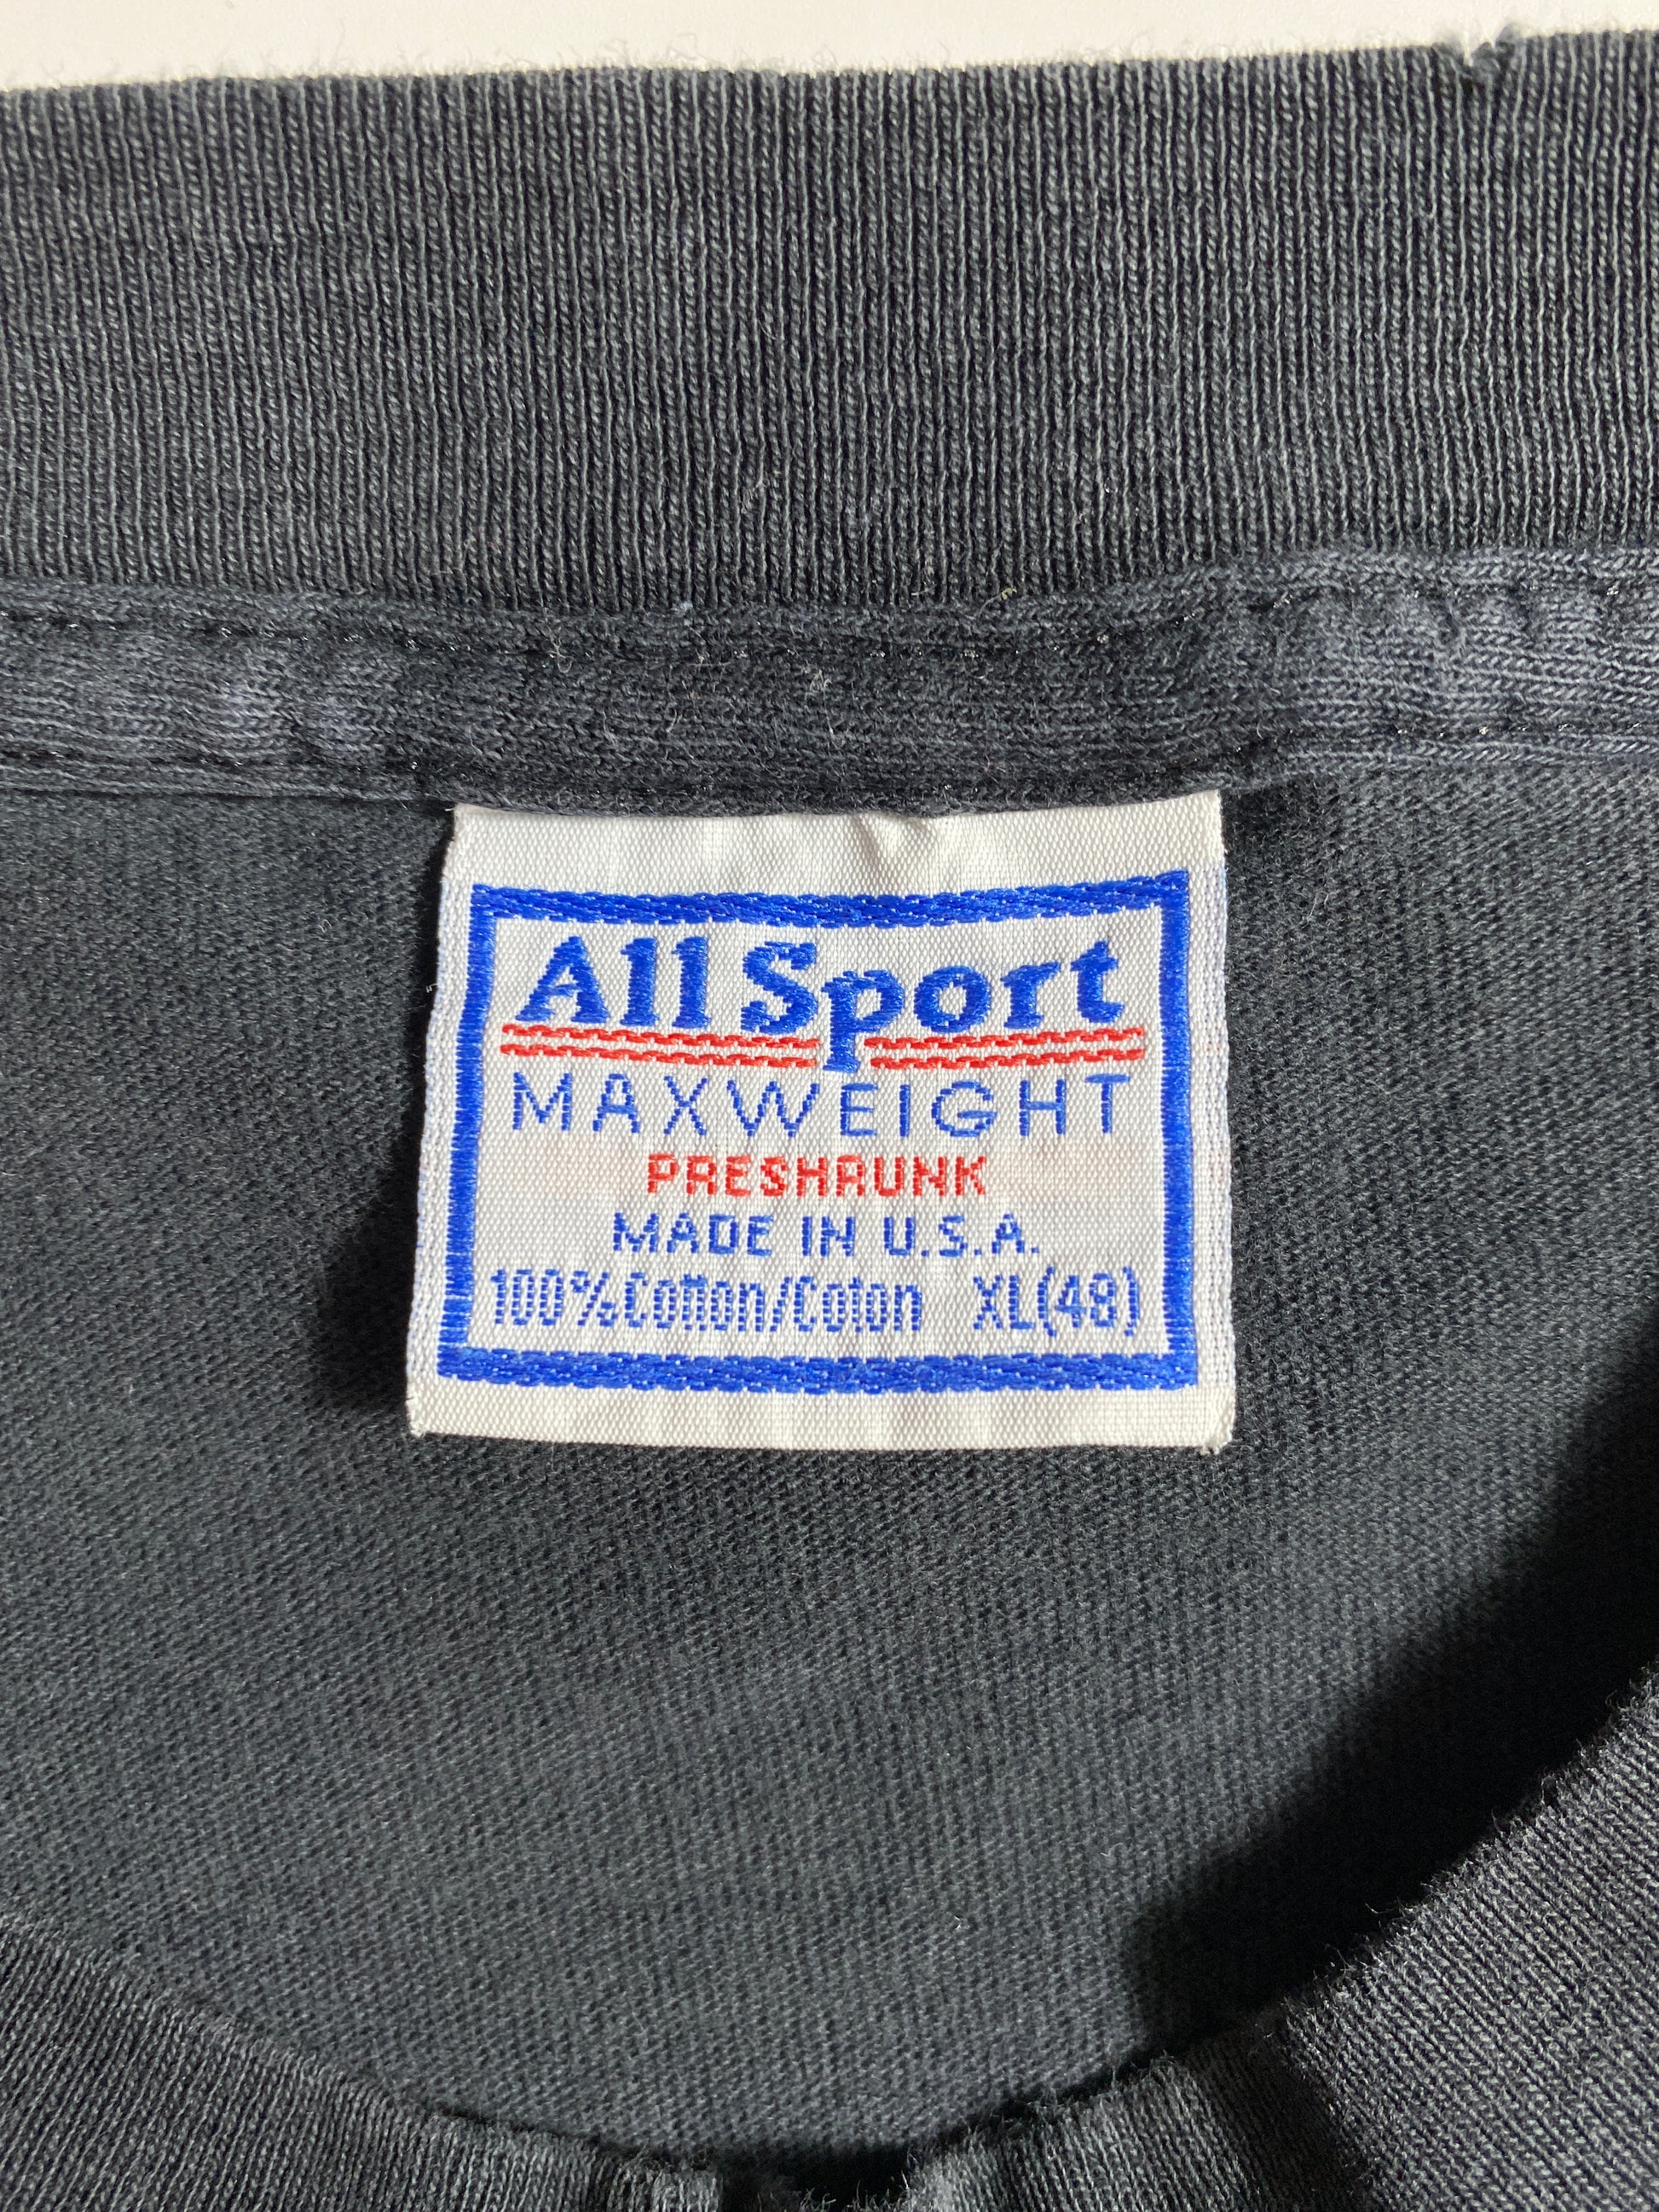 All Sport
MAXWEIGHT
PRESHRUNK
MADE IN U.S.A.
100%Cotton/Coton XL(48)